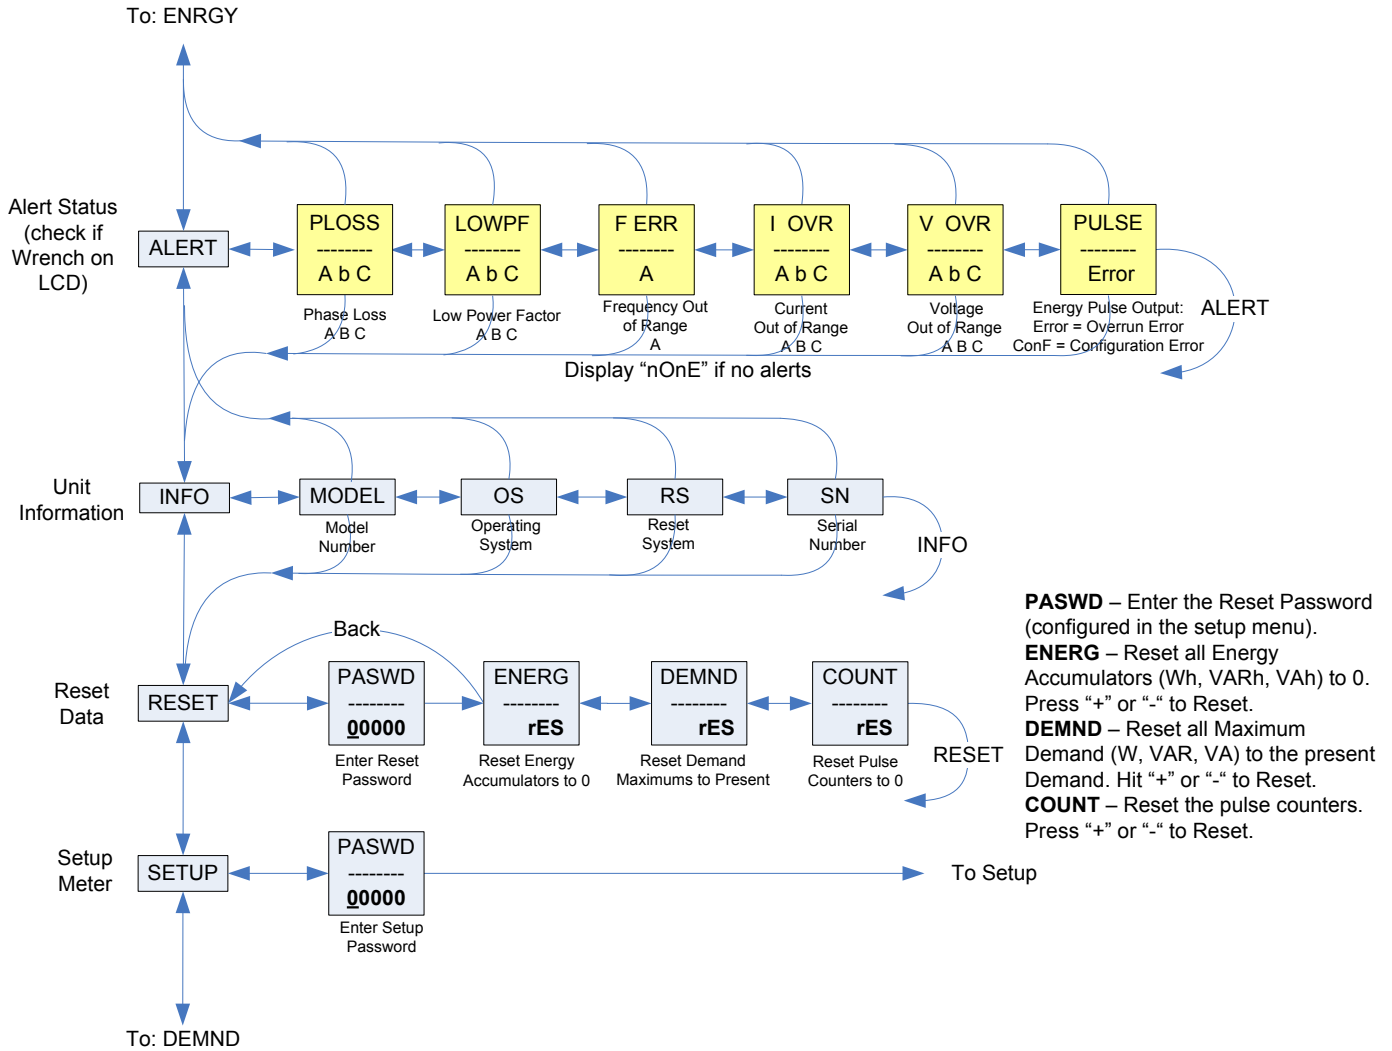 To: ENRGY
Alert Status
(check if
Wrench on
LCD)
ALERT
PLOSS
--------
A b C
Phase Loss
A B C
LOWPF
--------
A b C
Low Power Factor
A B C
F ERR
--------
A
Frequency Out
of Range
A
I OVR
--------
A b C
Current
Out of Range
A B C
V OVR
--------
A b C
Voltage
Out of Range
A B C
PULSE
--------
Error
Energy Pulse Output:
Error = Overrun Error
ConF = Configuration Error
ALERT
Display “nOnE” if no alerts
Unit
Information
INFO
MODEL
Model
Number
OS
Operating
System
RS
Reset
System
SN
Serial
Number
INFO
Back
Reset
Data
RESET
PASWD
--------
00000
Enter Reset
Password
ENERG
--------
rES
Reset Energy
Accumulators to 0
DEMND
--------
rES
Reset Demand
Maximums to Present
COUNT
--------
rES
Reset Pulse
Counters to 0
RESET
PASWD – Enter the Reset Password
(configured in the setup menu).
ENERG – Reset all Energy
Accumulators (Wh, VARh, VAh) to 0.
Press “+” or “-“ to Reset.
DEMND – Reset all Maximum
Demand (W, VAR, VA) to the present
Demand. Hit “+” or “-“ to Reset.
COUNT – Reset the pulse counters.
Press “+” or “-“ to Reset.
Setup
Meter
SETUP
PASWD
--------
00000
Enter Setup
Password
To Setup
To: DEMND